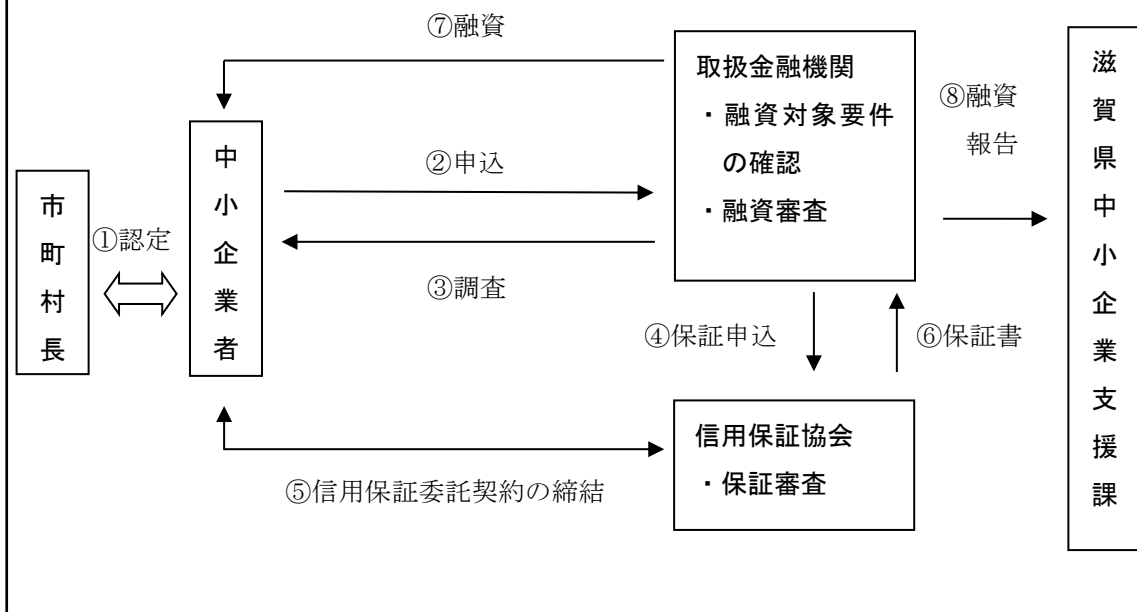 ⑦融資
取扱金融機関
・融資対象要件
の確認
・融資審査
⑧融資
報告
滋賀県中小企業支援課
中小企業者
②申込
市町村長
①認定
③調査
④保証申込
⑥保証書
信用保証協会
・保証審査
⑤信用保証委託契約の締結